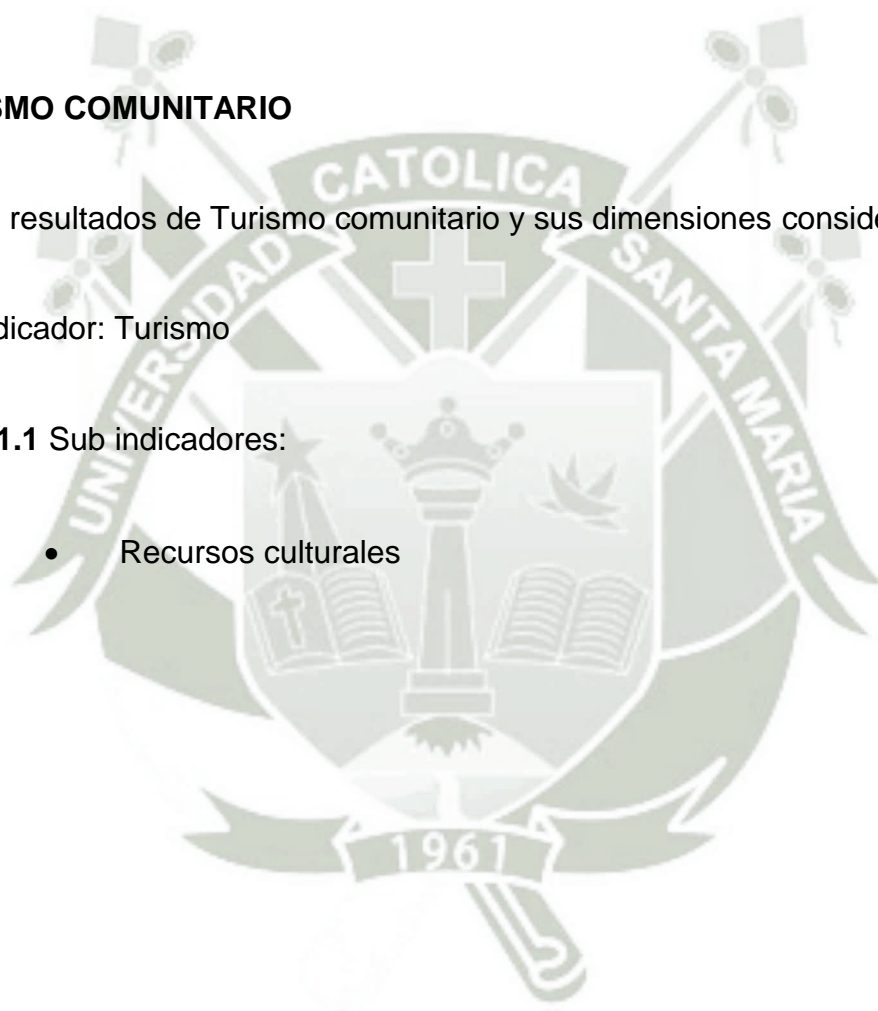 SMO COMUNITARIO
resultados de Turismo comunitario y sus dimensiones consid
dicador: Turismo
1.1 Sub indicadores:
• Recursos culturales
UNIVERSIDAD CATOLICA SANTA MARIA
1961